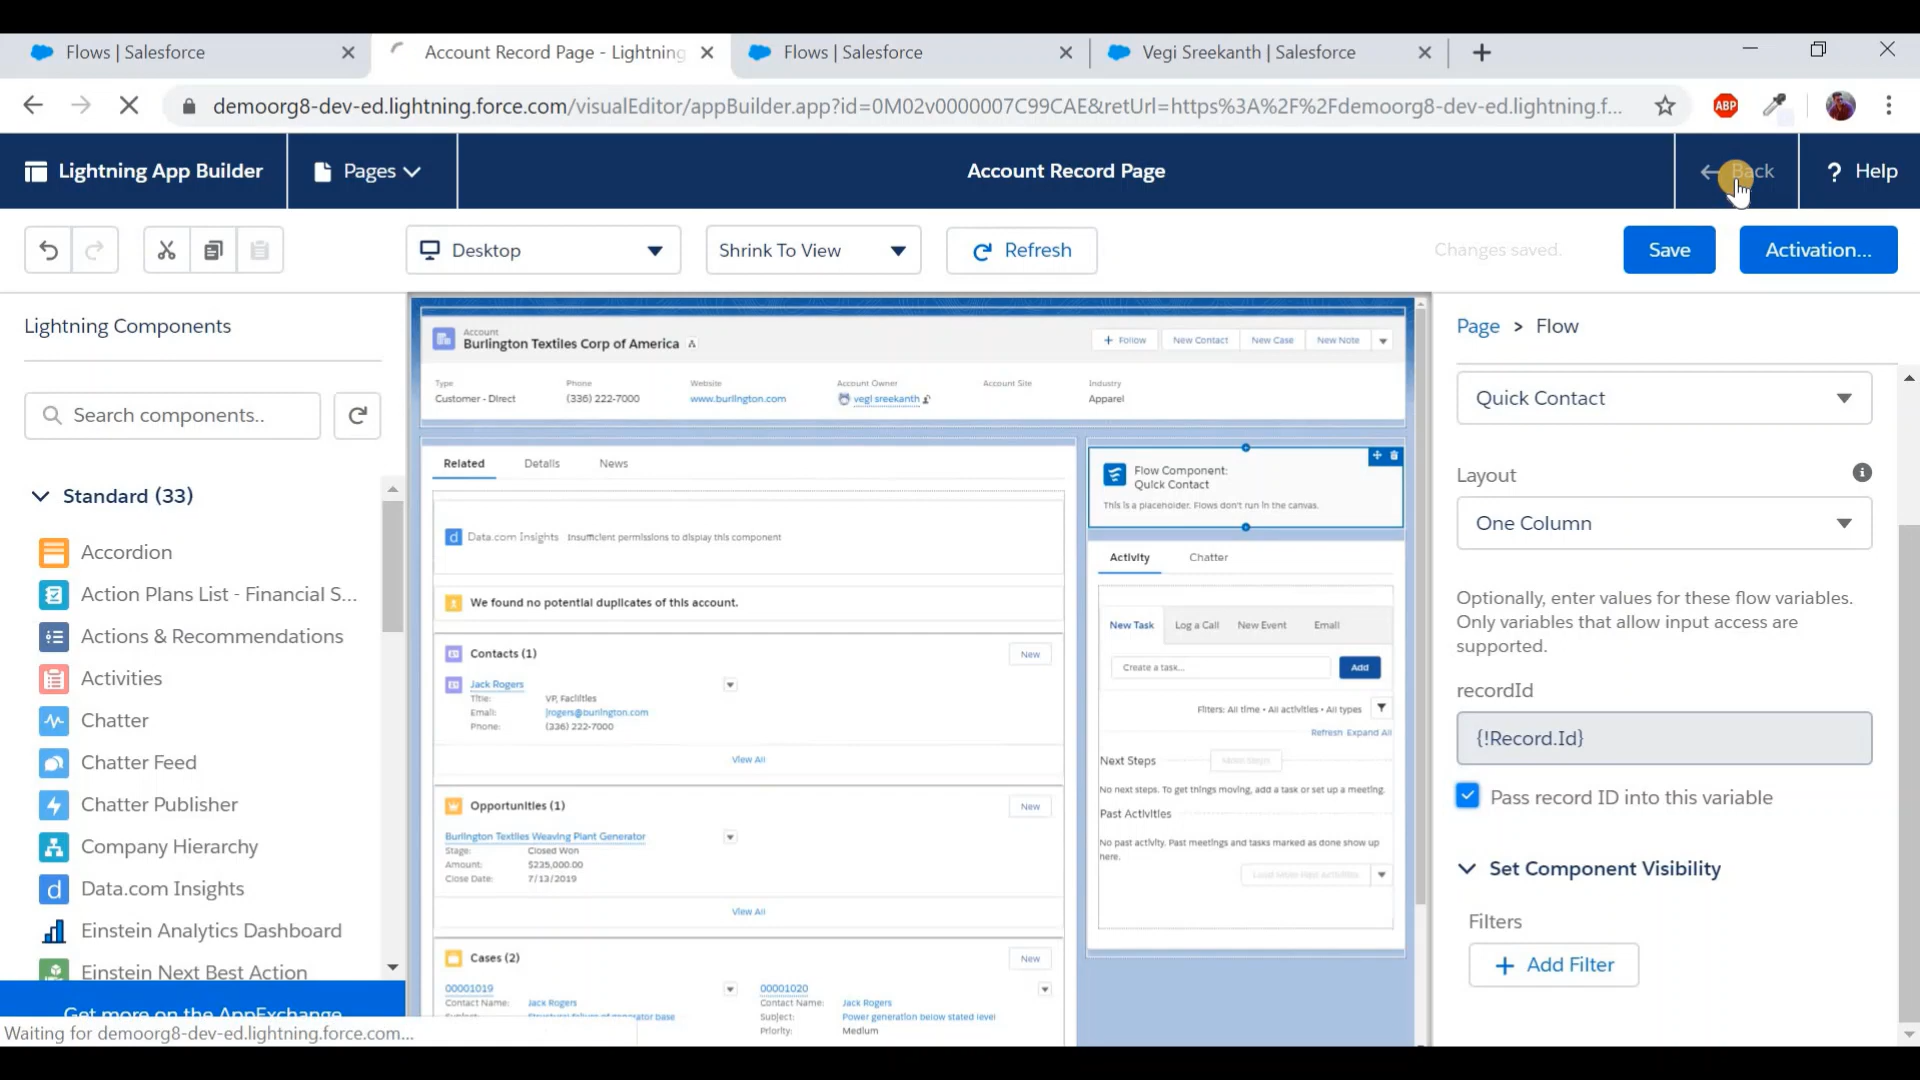 Flows | Salesforce
Account Record Page - Lightning
Flows | Salesforce
Vegi Sreekanth | Salesforce
demoorg8-dev-ed.lightning.force.com/visualEditor/appBuilder.app?id=0M02v0000007C99CAE&retUrl=https%3A%2F%2Fdemoorg8-dev-ed.lightning.f...
ABP
Lightning App Builder
Pages
Account Record Page
Back
? Help
Desktop
Shrink To View
Refresh
Changes saved.
Save
Activation...
Lightning Components
Search components..
Standard (33)
Accordion
Action Plans List - Financial S...
Actions & Recommendations
Activities
Chatter
Chatter Feed
Chatter Publisher
Company Hierarchy
Data.com Insights
Einstein Analytics Dashboard
Einstein Next Best Action
Get more on the AppExchange
Waiting for demoorg8-dev-ed.lightning.force.com...
Account
Burlington Textiles Corp of America
+ Follow
New Contact
New Case
New Note
Type
Customer - Direct
Phone
(336) 222-7000
Website
www.burlington.com
Account Owner
vegi sreekanth
Account Site
Industry
Apparel
Related
Details
News
Data.com Insights Insufficient permissions to display this component
We found no potential duplicates of this account.
Contacts (1)
New
Jack Rogers
Title: VP, Facilities
Email: jrogers@burlington.com
Phone: (336) 222-7000
View All
Opportunities (1)
New
Burlington Textiles Weaving Plant Generator
Stage: Closed Won
Amount: $235,000.00
Close Date: 7/13/2019
View All
Cases (2)
New
00001019
Contact Name: Jack Rogers
Subject: Structural failure of generator base
00001020
Contact Name: Jack Rogers
Subject: Power generation below stated level
Priority: Medium
Flow Component:
Quick Contact
This is a placeholder. Flows don't run in the canvas.
Activity
Chatter
New Task
Log a Call
New Event
Email
Create a task...
Add
Filters: All time • All activities • All types
Refresh Expand All
Next Steps
More Steps
No next steps. To get things moving, add a task or set up a meeting.
Past Activities
No past activity. Past meetings and tasks marked as done show up
here.
Load More Past Activities
Page > Flow
Quick Contact
Layout
One Column
Optionally, enter values for these flow variables.
Only variables that allow input access are
supported.
recordId
{!Record.Id}
Pass record ID into this variable
Set Component Visibility
Filters
+ Add Filter